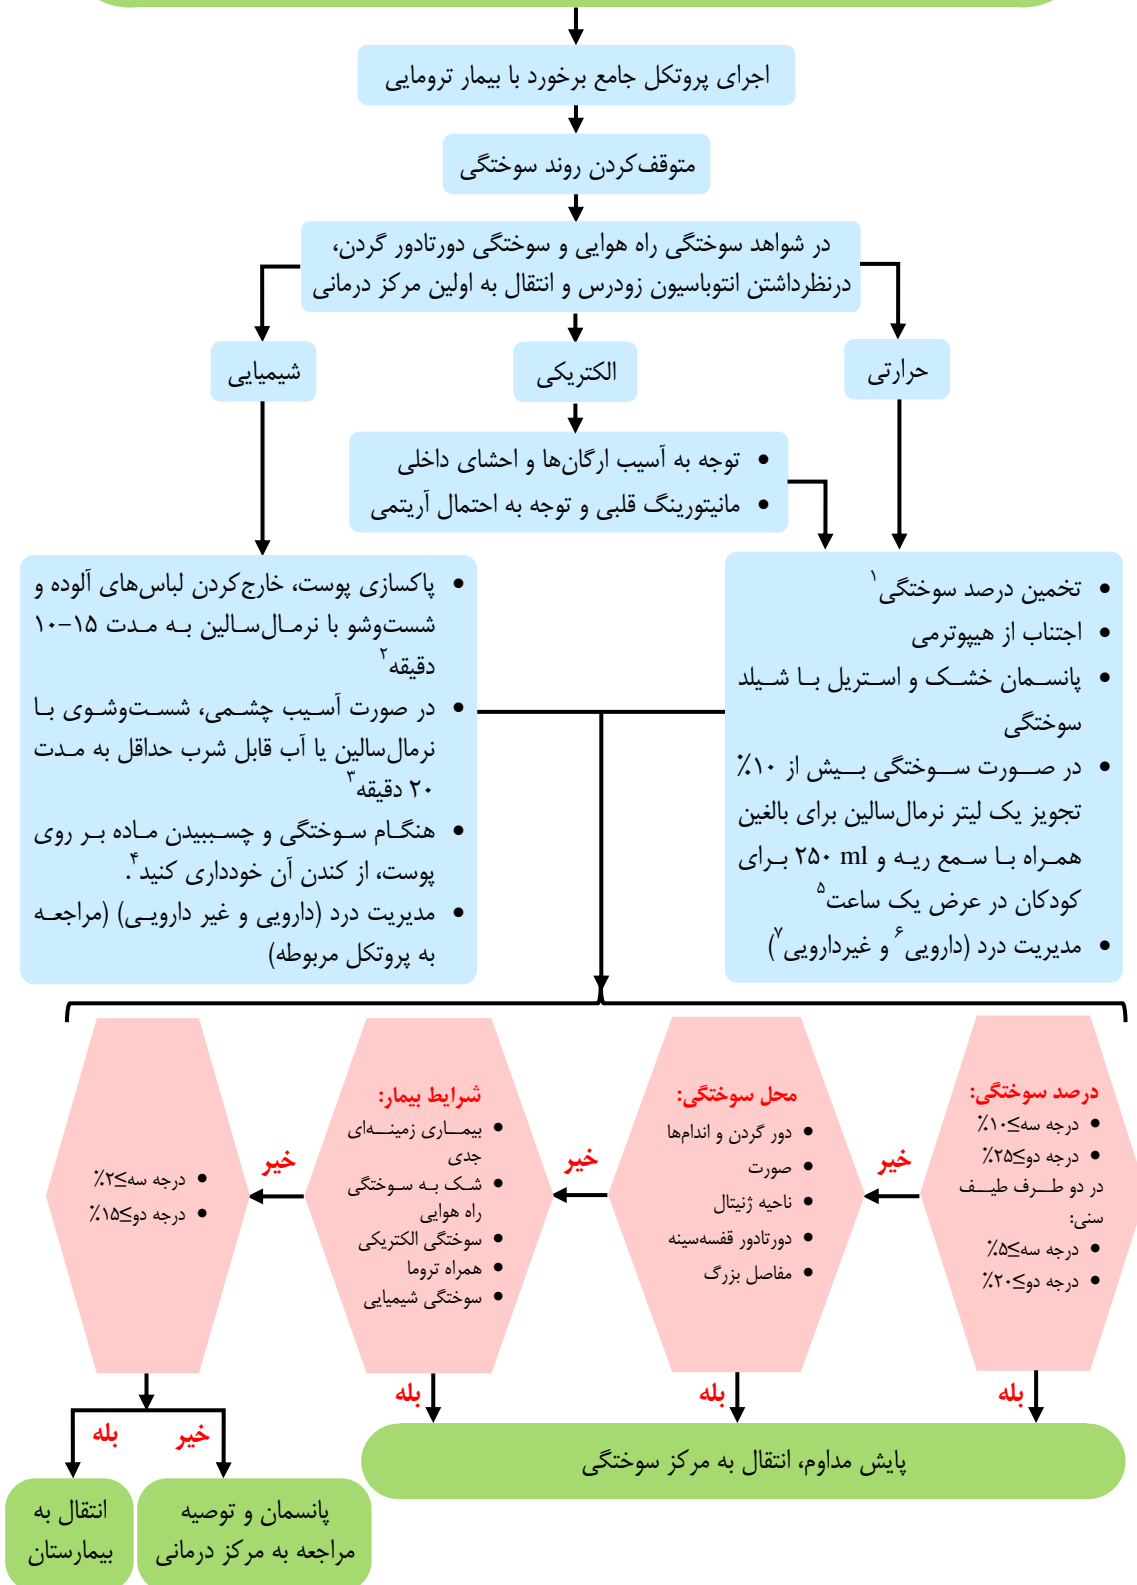 اجرای پروتکل جامع برخورد با بیمار ترومایی
متوقف‌کردن روند سوختگی
در شواهد سوختگی راه هوایی و سوختگی دورتادور گردن،
درنظرداشتن انتوباسیون زودرس و انتقال به اولین مرکز درمانی
حرارتی
الکتریکی
شیمیایی
• توجه به آسیب ارگان‌ها و احشای داخلی
• مانیتورینگ قلبی و توجه به احتمال آریتمی
• تخمین درصد سوختگی۱
• اجتناب از هیپوترمی
• پانسمان خشک و استریل با شیلد
سوختگی
• در صورت سوختگی بیش از ۱۰٪
تجویز یک لیتر نرمال‌سالین برای بالغین
همراه با سمع ریه و ۲۵۰ ml برای
کودکان در عرض یک ساعت۵
• مدیریت درد (دارویی۶ و غیردارویی۷)
• پاکسازی پوست، خارج‌کردن لباس‌های آلوده و
شست‌وشو با نرمال‌سالین به مدت ۱۵-۱۰
دقیقه۲
• در صورت آسیب چشمی، شست‌وشوی با
نرمال‌سالین یا آب قابل شرب حداقل به مدت
۲۰ دقیقه۳
• هنگام سوختگی و چسببیدن ماده بر روی
پوست، از کندن آن خودداری کنید۴.
• مدیریت درد (دارویی و غیر دارویی) (مراجعه
به پروتکل مربوطه)
درصد سوختگی:
• درجه سه≥۱۰٪
• درجه دو≥۲۵٪
در دو طرف طیف
سنی:
• درجه سه≥۵٪
• درجه دو≥۲۰٪
خیر
محل سوختگی:
• دور گردن و اندام‌ها
• صورت
• ناحیه ژنیتال
• دورتادور قفسه‌سینه
• مفاصل بزرگ
خیر
شرایط بیمار:
• بیماری زمینه‌ای
جدی
• شک به سوختگی
راه هوایی
• سوختگی الکتریکی
• همراه تروما
• سوختگی شیمیایی
خیر
• درجه سه≥۲٪
• درجه دو≥۱۵٪
بله
بله
بله
پایش مداوم، انتقال به مرکز سوختگی
خیر
بله
پانسمان و توصیه
مراجعه به مرکز درمانی
انتقال به
بیمارستان